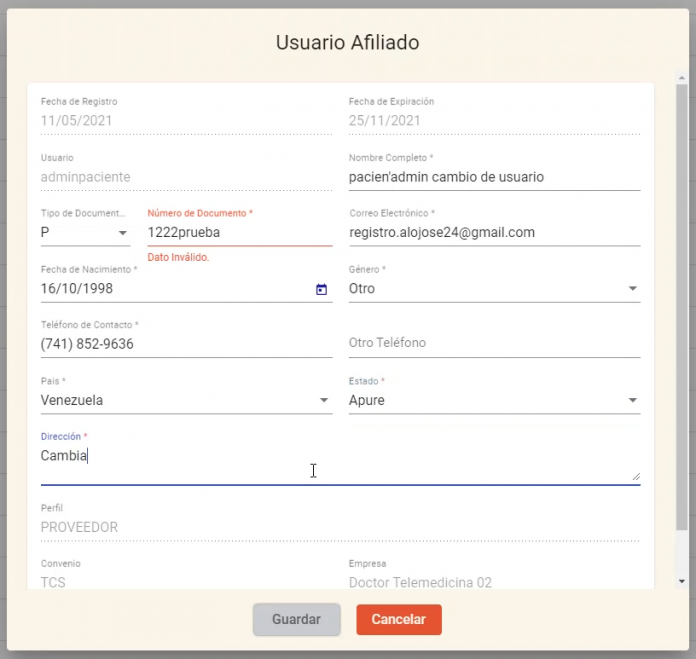 Usuario Afiliado
Fecha de Registro
11/05/2021
Fecha de Expiración
25/11/2021
Usuario
adminpaciente
Nombre Completo *
pacien'admin cambio de usuario
Tipo de Document...
P
Número de Documento *
1222prueba
Dato Inválido.
Correo Electrónico *
registro.alojose24@gmail.com
Fecha de Nacimiento *
16/10/1998
Género *
Otro
Teléfono de Contacto *
(741) 852-9636
Otro Teléfono
Pais *
Venezuela
Estado *
Apure
Dirección *
Cambia
Perfil
PROVEEDOR
Convenio
TCS
Empresa
Doctor Telemedicina 02
Guardar
Cancelar